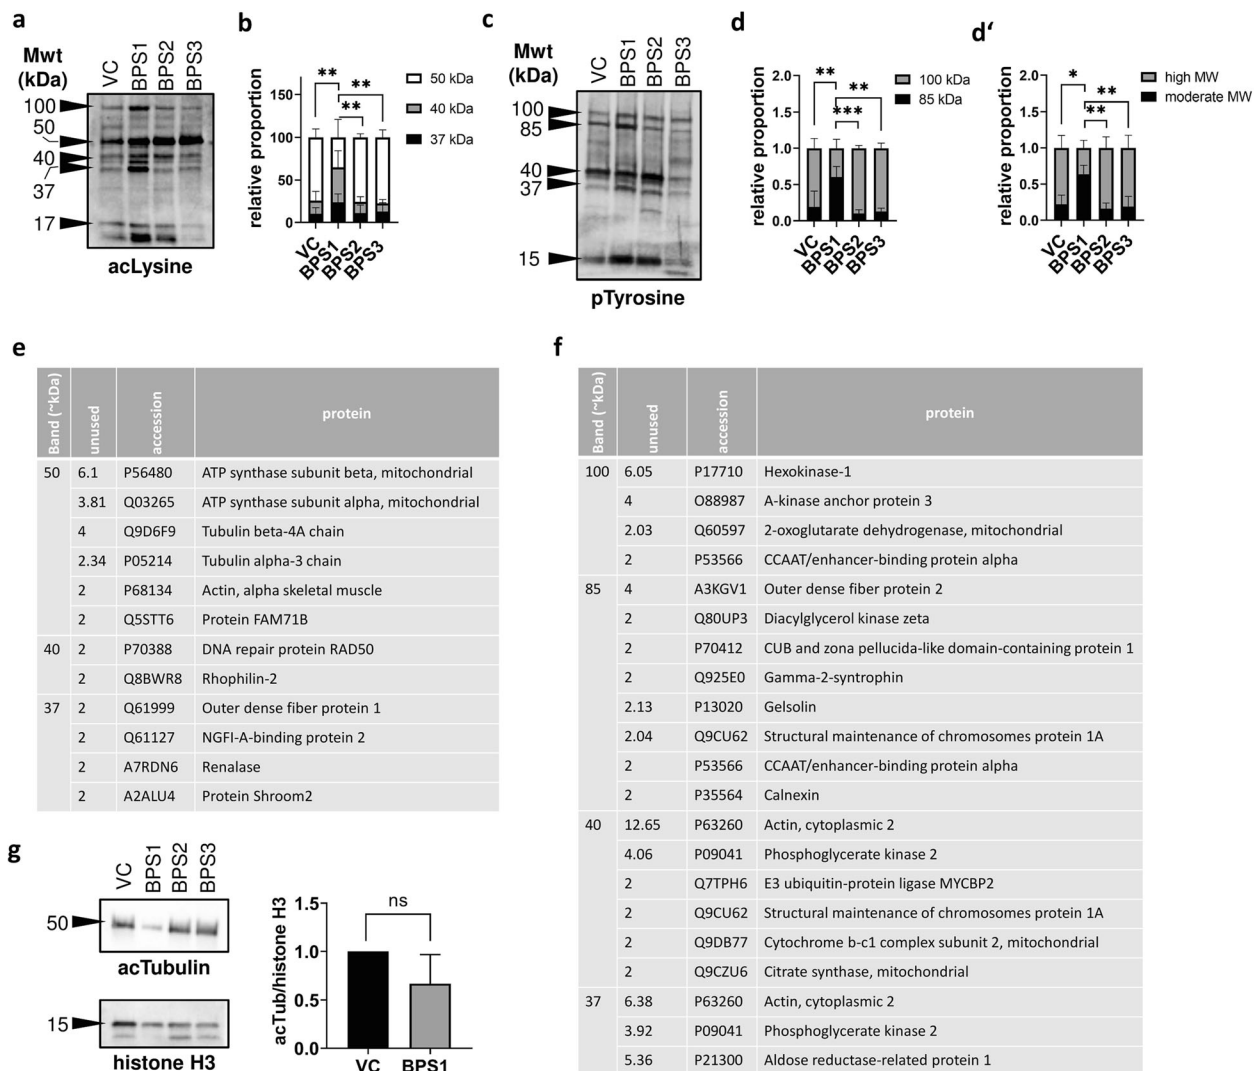 a
Mwt
(kDa)
VC
BPS1
BPS2
BPS3
100
50
40
37
17
acLysine
b
relative proportion
150
100
50
0
**
**
**
VC
BPS1
BPS2
BPS3
50 kDa
40 kDa
37 kDa
c
Mwt
(kDa)
VC
BPS1
BPS2
BPS3
100
85
40
37
15
pTyrosine
d
relative proportion
2.0
1.5
1.0
0.5
0.0
**
**
***
VC
BPS1
BPS2
BPS3
100 kDa
85 kDa
d‘
relative proportion
2.0
1.5
1.0
0.5
0.0
*
**
**
VC
BPS1
BPS2
BPS3
high MW
moderate MW
e
Band (~kDa) unused accession protein
50 6.1 P56480 ATP synthase subunit beta, mitochondrial
3.81 Q03265 ATP synthase subunit alpha, mitochondrial
4 Q9D6F9 Tubulin beta-4A chain
2.34 P05214 Tubulin alpha-3 chain
2 P68134 Actin, alpha skeletal muscle
2 Q5STT6 Protein FAM71B
40 2 P70388 DNA repair protein RAD50
2 Q8BWR8 Rhophilin-2
37 2 Q61999 Outer dense fiber protein 1
2 Q61127 NGFI-A-binding protein 2
2 A7RDN6 Renalase
2 A2ALU4 Protein Shroom2
f
Band (~kDa) unused accession protein
100 6.05 P17710 Hexokinase-1
4 O88987 A-kinase anchor protein 3
2.03 Q60597 2-oxoglutarate dehydrogenase, mitochondrial
2 P53566 CCAAT/enhancer-binding protein alpha
85 4 A3KGV1 Outer dense fiber protein 2
2 Q80UP3 Diacylglycerol kinase zeta
2 P70412 CUB and zona pellucida-like domain-containing protein 1
2 Q925E0 Gamma-2-syntrophin
2.13 P13020 Gelsolin
2.04 Q9CU62 Structural maintenance of chromosomes protein 1A
2 P53566 CCAAT/enhancer-binding protein alpha
2 P35564 Calnexin
40 12.65 P63260 Actin, cytoplasmic 2
4.06 P09041 Phosphoglycerate kinase 2
2 Q7TPH6 E3 ubiquitin-protein ligase MYCBP2
2 Q9CU62 Structural maintenance of chromosomes protein 1A
2 Q9DB77 Cytochrome b-c1 complex subunit 2, mitochondrial
2 Q9CZU6 Citrate synthase, mitochondrial
37 6.38 P63260 Actin, cytoplasmic 2
3.92 P09041 Phosphoglycerate kinase 2
5.36 P21300 Aldose reductase-related protein 1
g
VC
BPS1
BPS2
BPS3
50
acTubulin
15
histone H3
acTub/histone H3
1.5
1.0
0.5
0.0
ns
VC
BPS1